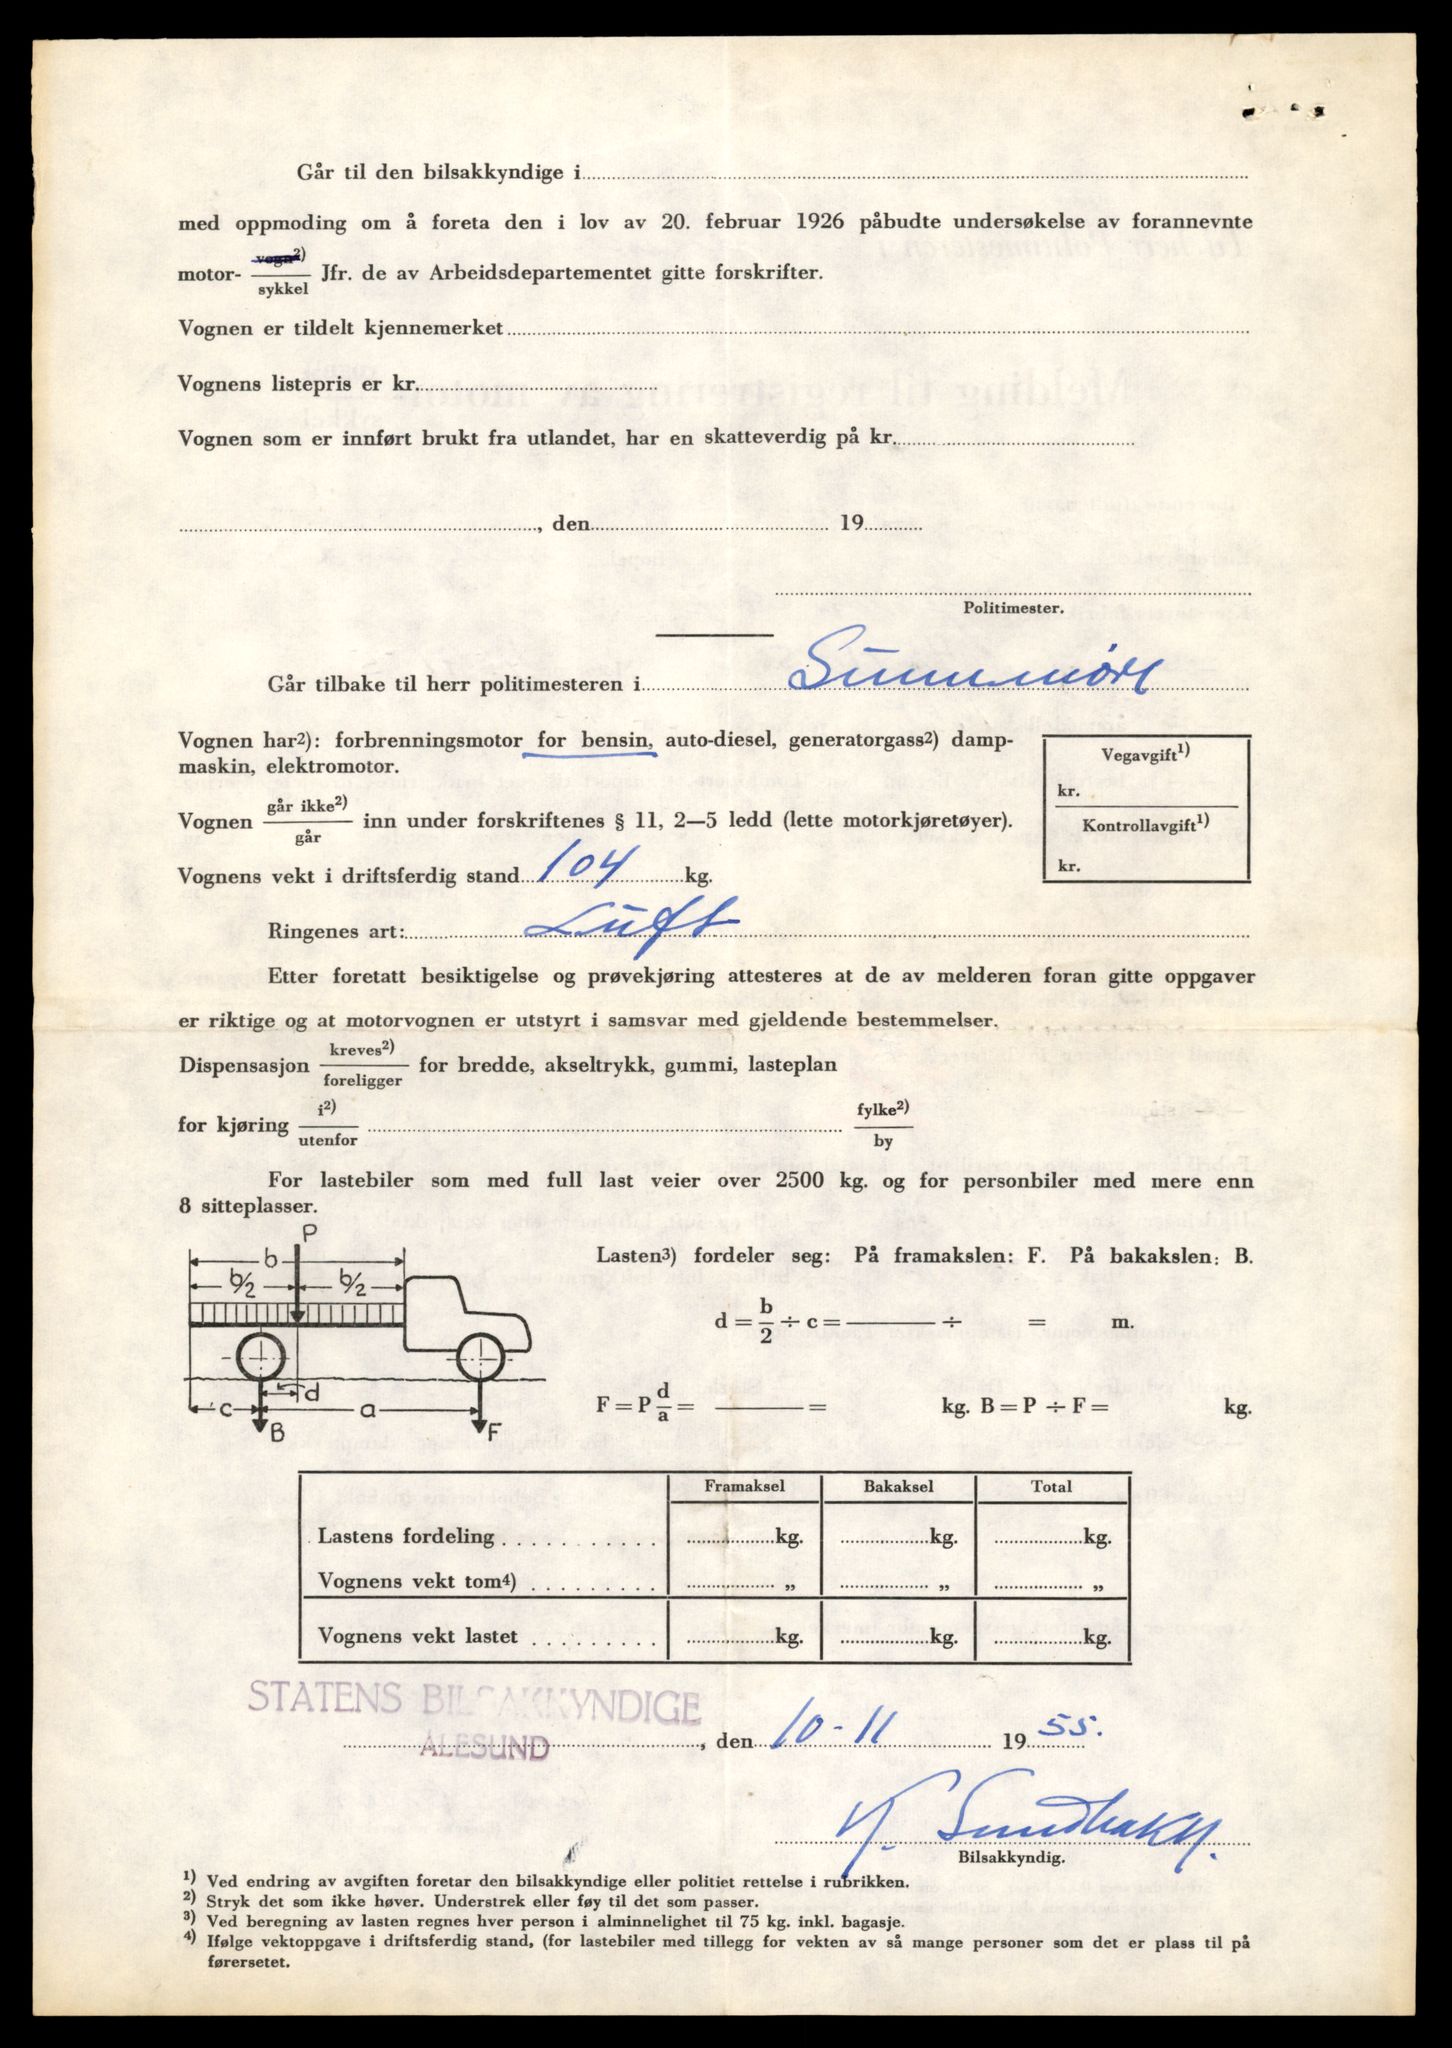 Går til den bilsakkyndige i
med oppmoding om å foreta den i lov av 20. februar 1926 påbudte undersøkelse av forannevnte
motor- vogn2) / sykkel Jfr. de av Arbeidsdepartementet gitte forskrifter.
Vognen er tildelt kjennemerket
Vognens listepris er kr.
Vognen som er innført brukt fra utlandet, har en skatteverdig på kr.
, den 19
Politimester.
Går tilbake til herr politimesteren i Sunnmøre
Vognen har2): forbrenningsmotor for bensin, auto-diesel, generatorgass2) damp-
maskin, elektromotor.
Vegavgift1)
kr.
Kontrollavgift1)
kr.
Vognen går ikke2) / går inn under forskriftenes § 11, 2—5 ledd (lette motorkjøretøyer).
Vognens vekt i driftsferdig stand 104 kg.
Ringenes art: Luft
Etter foretatt besiktigelse og prøvekjøring attesteres at de av melderen foran gitte oppgaver
er riktige og at motorvognen er utstyrt i samsvar med gjeldende bestemmelser.
Dispensasjon kreves2) / foreligger for bredde, akseltrykk, gummi, lasteplan
for kjøring i2) / utenfor fylke2) / by
For lastebiler som med full last veier over 2500 kg. og for personbiler med mere enn
8 sitteplasser.
P
b
b/2 b/2
d
c a
B F
Lasten3) fordeler seg: På framakslen: F. På bakakslen: B.
d = b/2 ÷ c = ÷ = m.
F = P d/a = = kg. B = P ÷ F = kg.
Framaksel Bakaksel Total
Lastens fordeling kg. kg. kg.
Vognens vekt tom4) „ „ „
Vognens vekt lastet kg. kg. kg.
STATENS BILSAKKYNDIGE
ÅLESUND , den 10-11 1955.
K. Sundbakk.
Bilsakkyndig.
1) Ved endring av avgiften foretar den bilsakkyndige eller politiet rettelse i rubrikken.
2) Stryk det som ikke høver. Understrek eller føy til det som passer.
3) Ved beregning av lasten regnes hver person i alminnelighet til 75 kg. inkl. bagasje.
4) Ifølge vektoppgave i driftsferdig stand, (for lastebiler med tillegg for vekten av så mange personer som det er plass til på
førersetet.